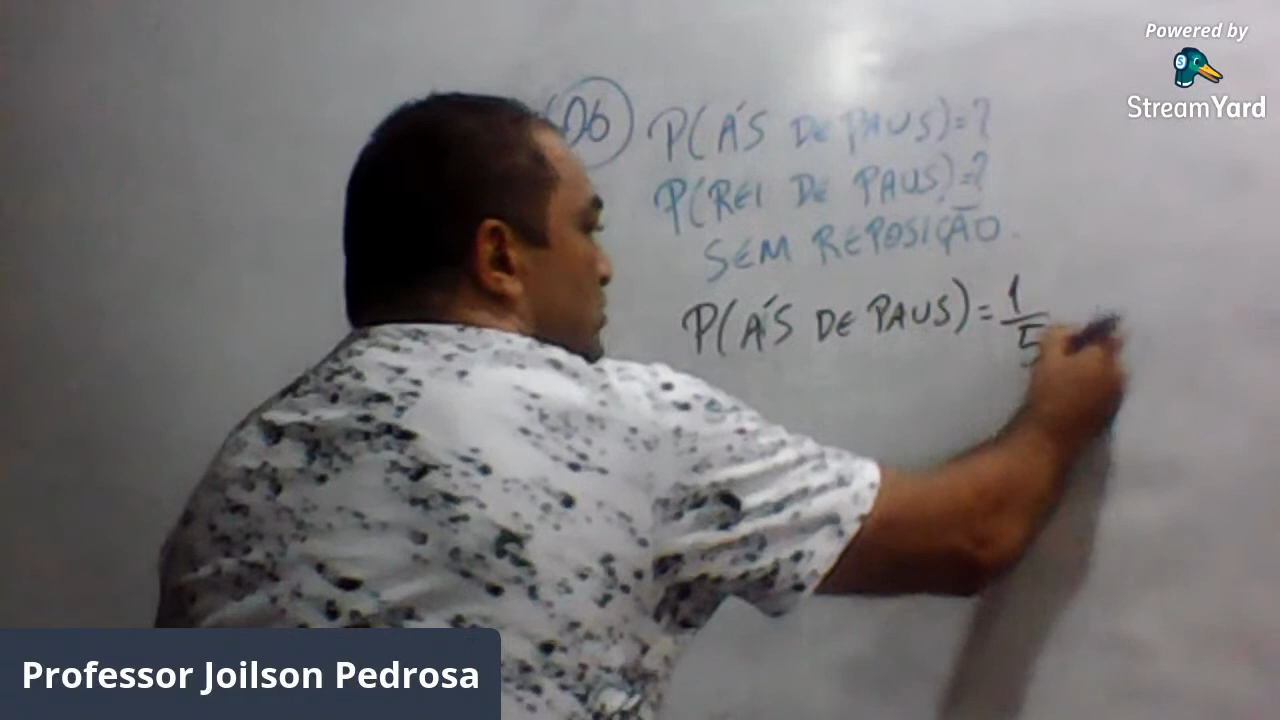 Powered by
StreamYard
06 P(ÁS DE PAUS)=?
P(REI DE PAUS)=?
SEM REPOSIÇÃO.
P(ÁS DE PAUS)=1/5
Professor Joilson Pedrosa